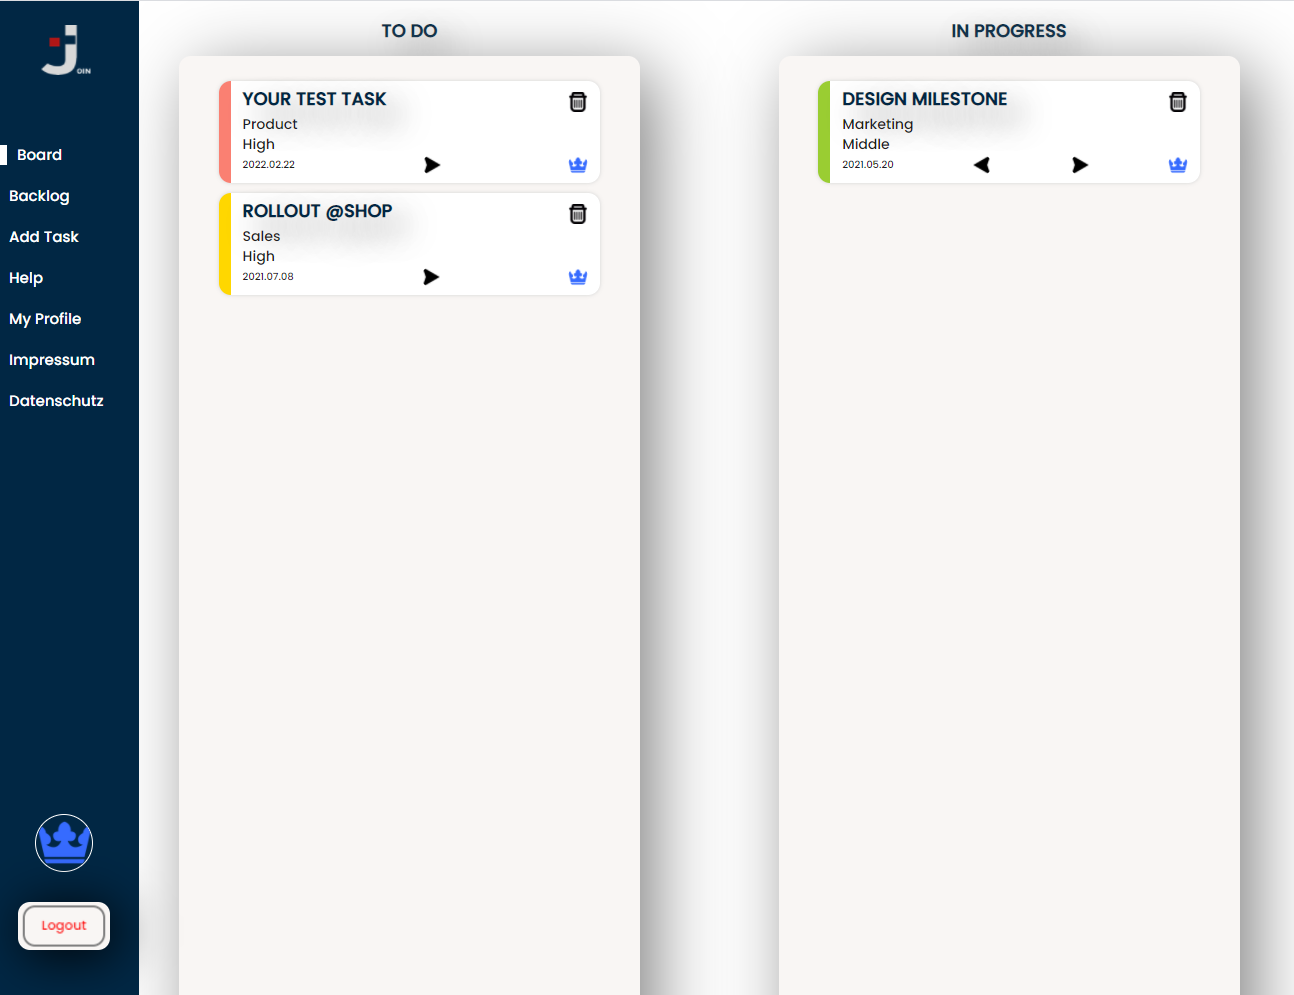 OIN
Board
Backlog
Add Task
Help
My Profile
Impressum
Datenschutz
Logout
TO DO
YOUR TEST TASK
Product
High
2022.02.22
ROLLOUT @SHOP
Sales
High
2021.07.08
IN PROGRESS
DESIGN MILESTONE
Marketing
Middle
2021.05.20